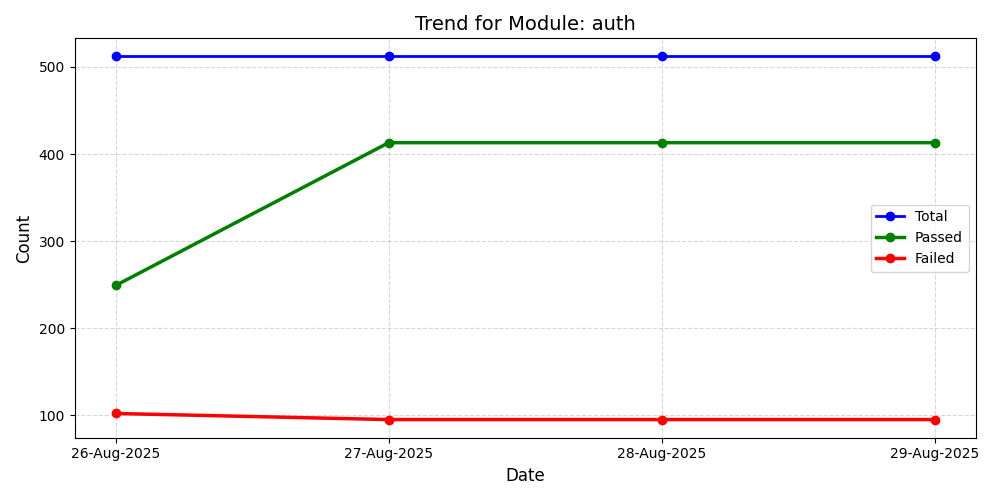 Trend for Module: auth
500
400
300
200
100
Count
Total
Passed
Failed
26-Aug-2025
27-Aug-2025
28-Aug-2025
29-Aug-2025
Date